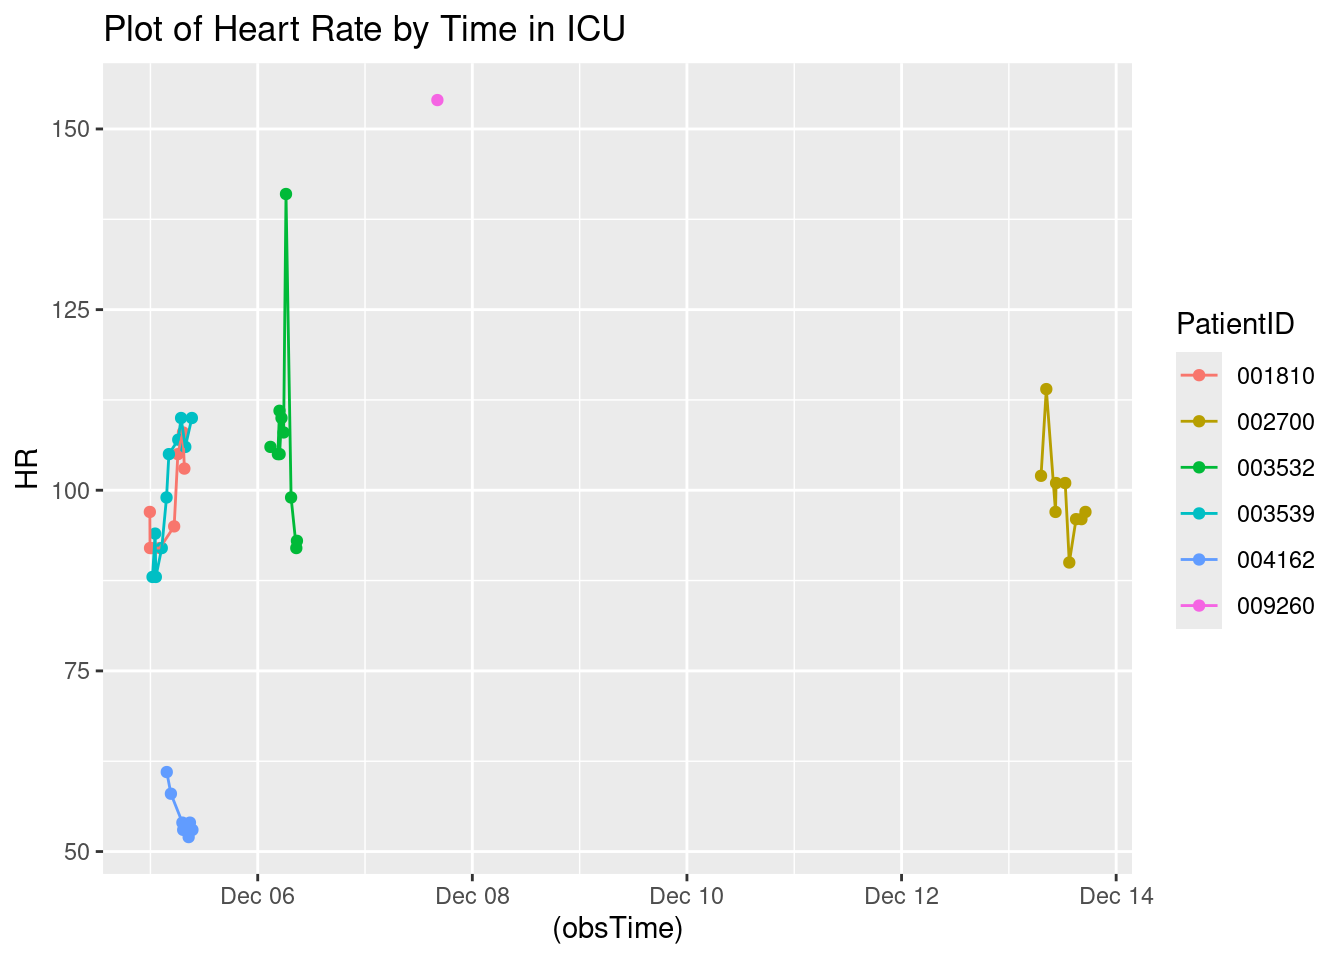 Plot of Heart Rate by Time in ICU
HR
150
125
100
75
50
Dec 06
Dec 08
Dec 10
Dec 12
Dec 14
(obsTime)
PatientID
001810
002700
003532
003539
004162
009260